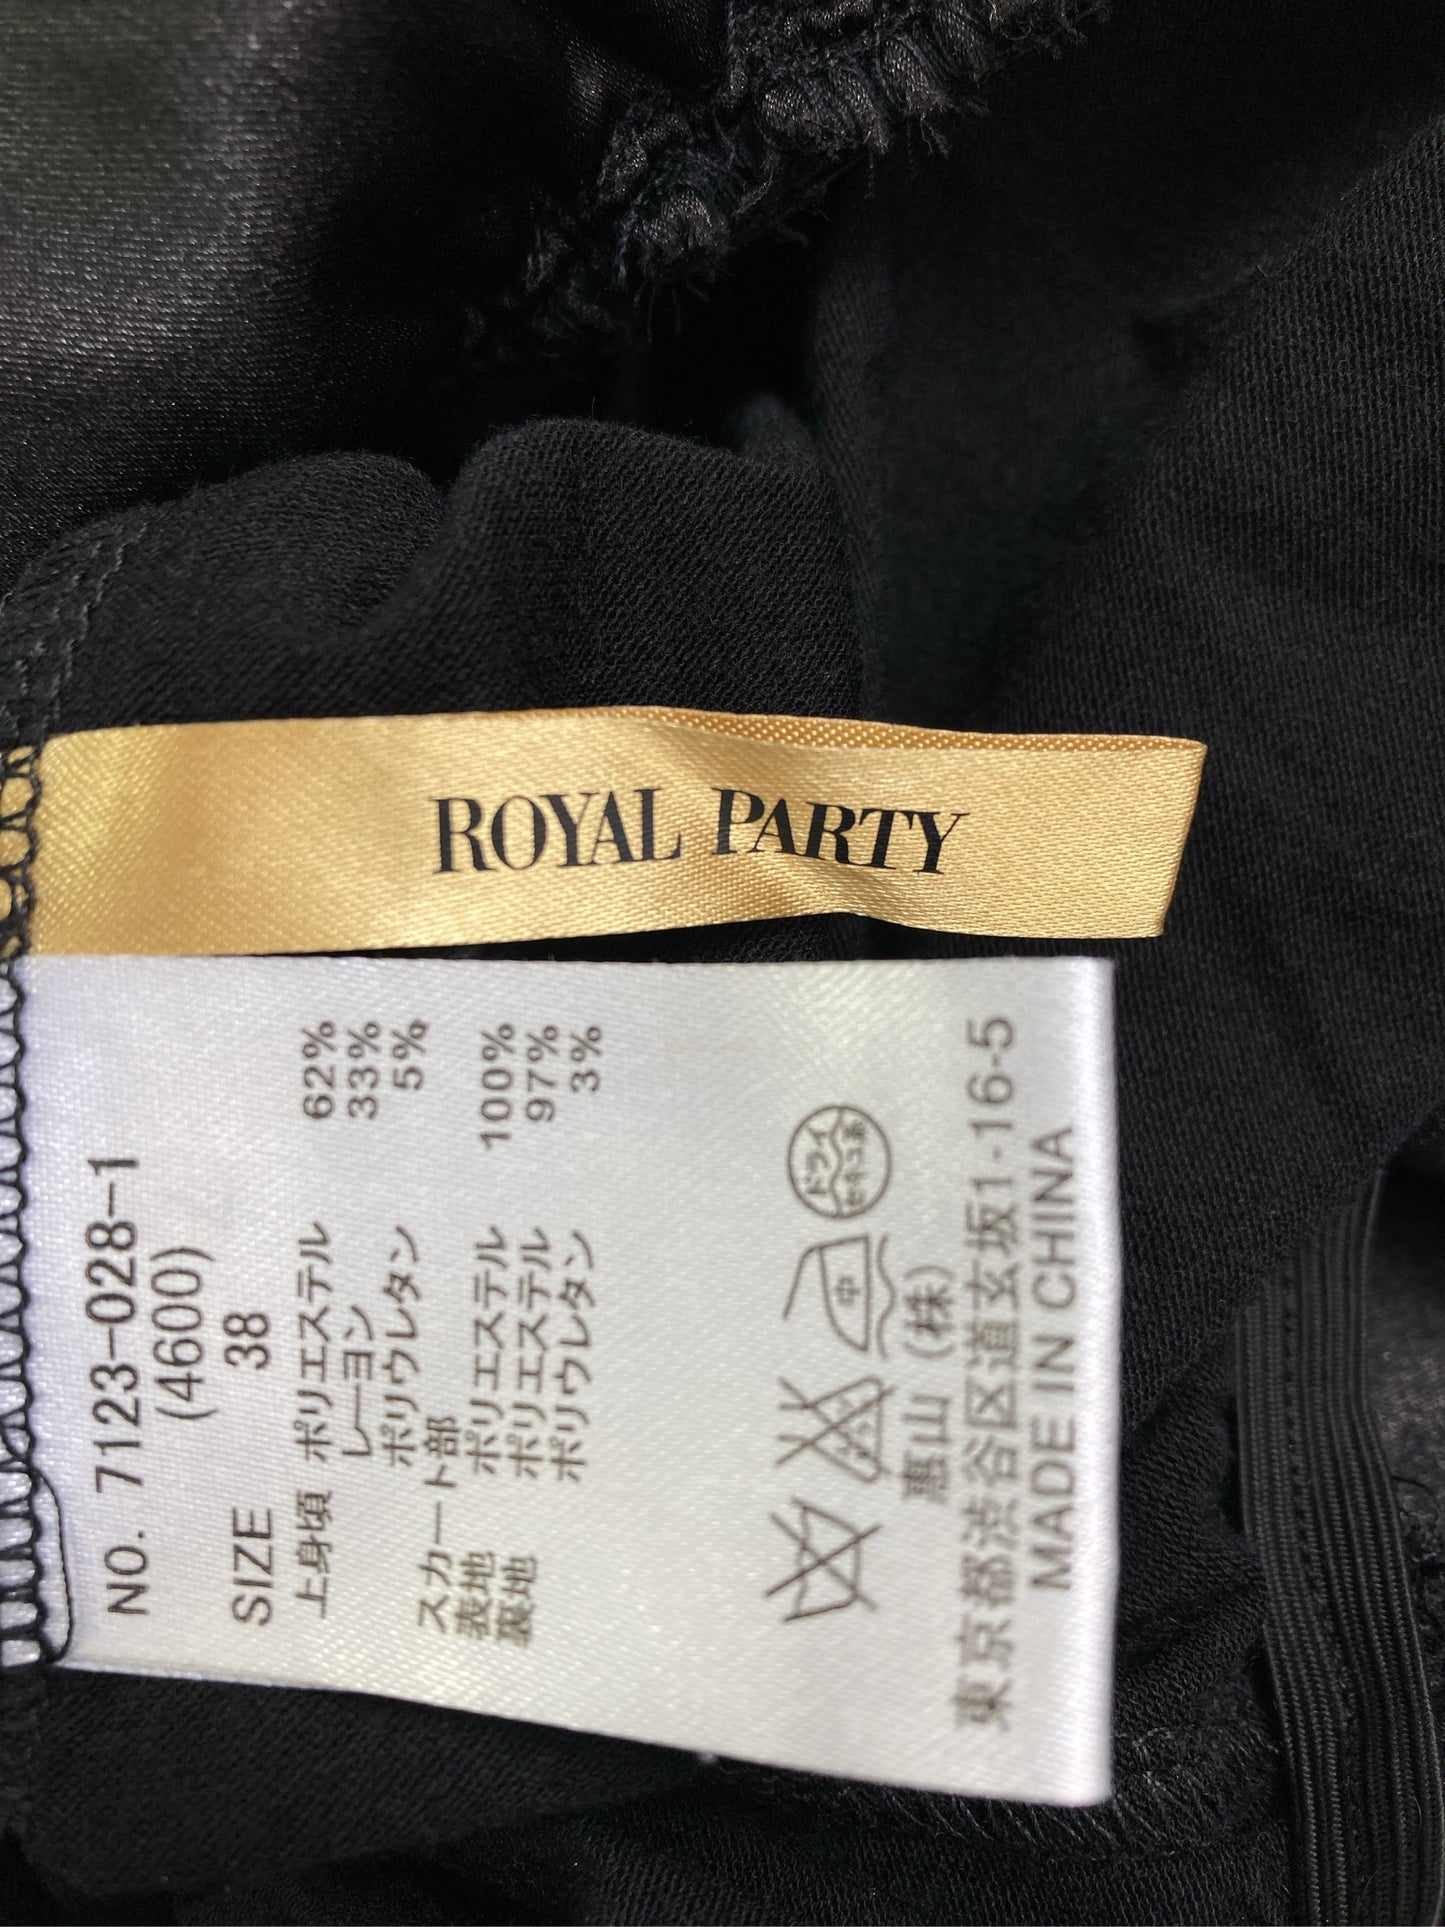 ROYAL PARTY
NO. 7123-028-1
(4600)
SIZE 38
上身頃 ポリエステル 62%
レーヨン 33%
ポリウレタン 5%
スカート部
表地 ポリエステル 100%
裏地 ポリエステル 97%
ポリウレタン 3%
中
ドライ
セキユ系
惠山 (株)
東京都渋谷区道玄坂1-16-5
MADE IN CHINA